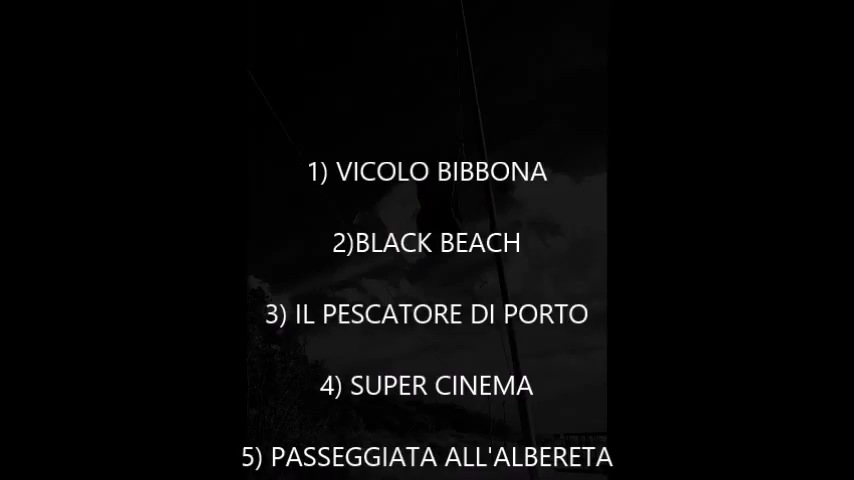 1) VICOLO BIBBONA
2)BLACK BEACH
3) IL PESCATORE DI PORTO
4) SUPER CINEMA
5) PASSEGGIATA ALL'ALBERETA